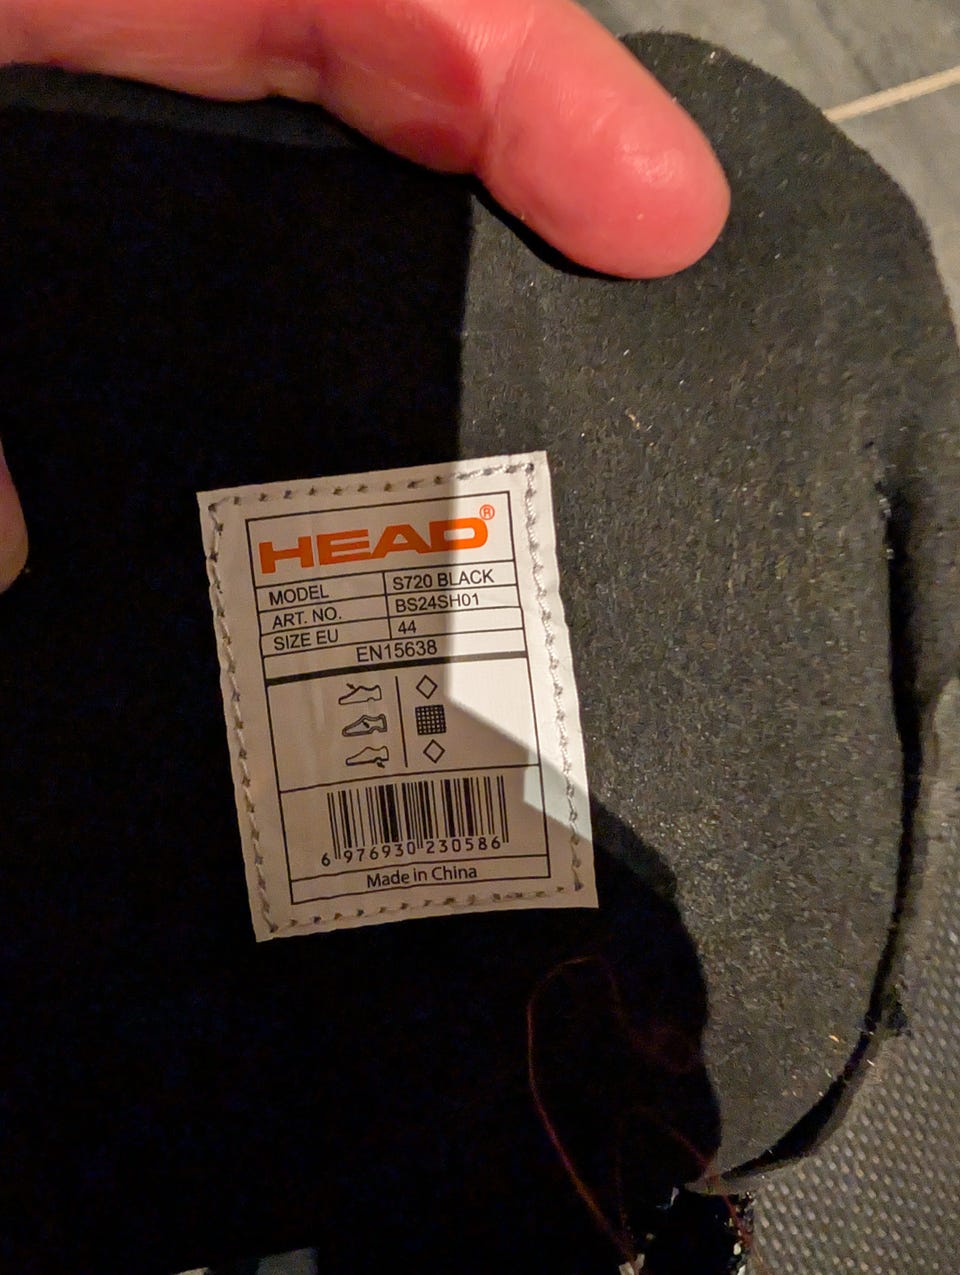 HEAD®
MODEL S720 BLACK
ART. NO. BS24SH01
SIZE EU 44
EN15638
6 976930 230586
Made in China